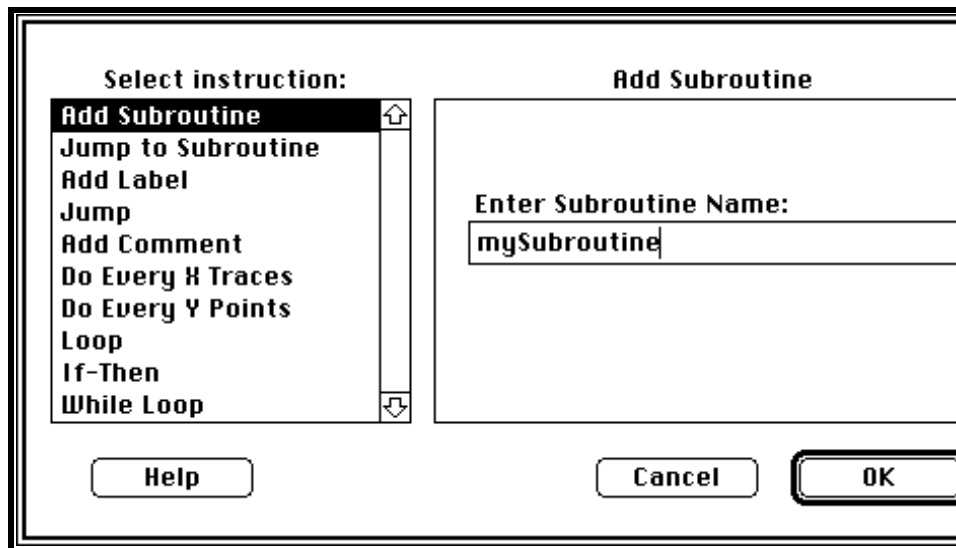 Select instruction:
Add Subroutine
Jump to Subroutine
Add Label
Jump
Add Comment
Do Every X Traces
Do Every Y Points
Loop
If-Then
While Loop
Add Subroutine
Enter Subroutine Name:
mySubroutine
Help
Cancel
OK